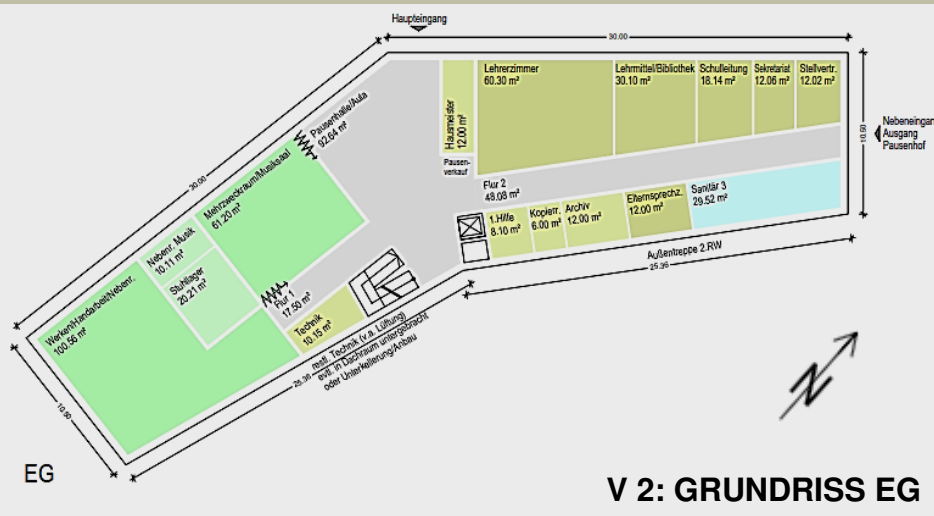 Haupteingang
30.00
Lehrerzimmer
60.30 m²
Lehrmittel/Bibliothek
30.10 m²
Schulleitung
18.14 m²
Sekretariat
12.06 m²
Stellvertr.
12.02 m²
Hausmeister
12.00 m²
Pausen-
verkauf
Nebeneingan
Ausgang
Pausenhof
10.50
Pausenhalle/Aula
92.64 m²
30.00
Mehrzweckraum/Musiksaal
61.20 m²
Flur 2
48.08 m²
1.Hilfe
8.10 m²
Kopierr.
6.00 m²
Archiv
12.00 m²
Elternsprechz.
12.00 m²
Sanitär 3
29.52 m²
Außentreppe 2.RW
25.36
Nebenr. Musik
10.11 m²
Stuhllager
20.21 m²
Werken/Handarbeit/Nebenr.
100.56 m²
Flur 1
17.50 m²
Technik
10.15 m²
restl. Technik (v.a. Lüftung)
evtl. in Dachraum untergebracht
oder Unterkellerung/Anbau
25.36
10.50
N
EG
V 2: GRUNDRISS EG